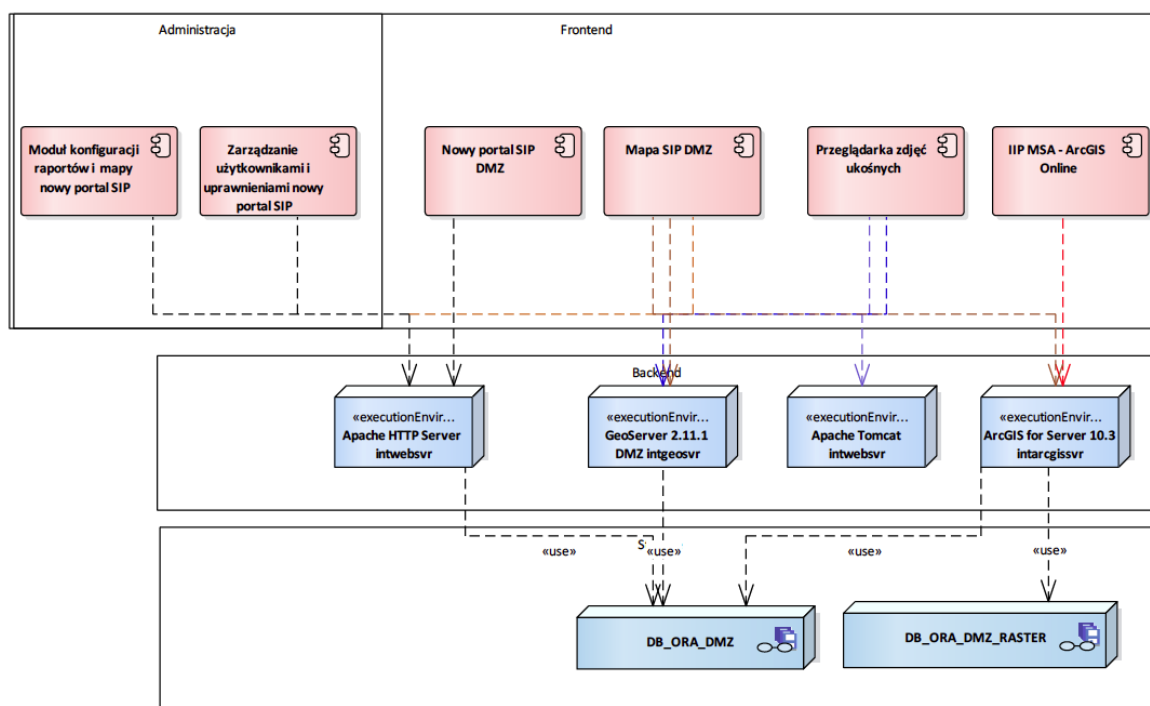 Administracja
Frontend
Moduł konfiguracji
raportów i mapy
nowy portal SIP
Zarządzanie
użytkownikami i
uprawnieniami nowy
portal SIP
Nowy portal SIP
DMZ
Mapa SIP DMZ
Przeglądarka zdjęć
ukośnych
IIP MSA - ArcGIS
Online
Backend
«executionEnvir...
Apache HTTP Server
intwebsvr
«executionEnvir...
GeoServer 2.11.1
DMZ intgeosvr
«executionEnvir...
Apache Tomcat
intwebsvr
«executionEnvir...
ArcGIS for Server 10.3
intarcgissvr
«use»
«use»
«use»
«use»
DB_ORA_DMZ
DB_ORA_DMZ_RASTER